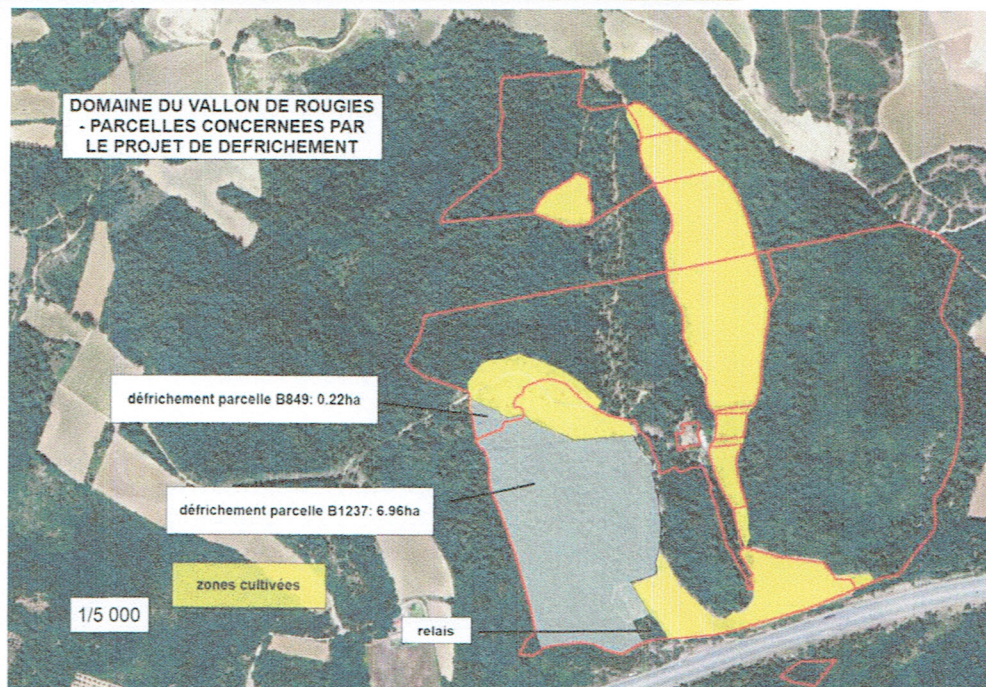 DOMAINE DU VALLON DE ROUGIES
- PARCELLES CONCERNEES PAR
LE PROJET DE DEFRICHEMENT
défrichement parcelle B849: 0.22ha
défrichement parcelle B1237: 6.96ha
zones cultivées
1/5 000
relais